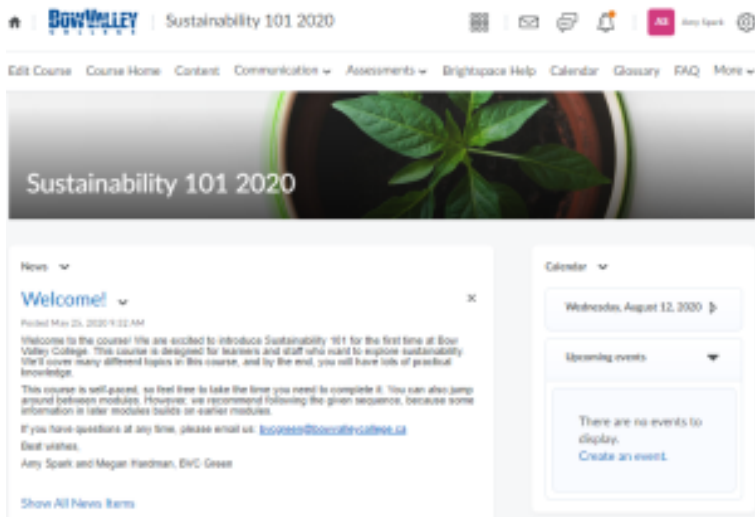 BOW VALLEY COLLEGE Sustainability 101 2020 AS Amy Spark
Edit Course Course Home Content Communication Assessments Brightspace Help Calendar Glossary FAQ More
Sustainability 101 2020
News
Welcome!
Posted May 25, 2020 9:32 AM
Welcome to the course! We are excited to introduce Sustainability 101 for the first time at Bow
Valley College. This course is designed for learners and staff who want to explore sustainability.
We'll cover many different topics in this course, and by the end, you will have lots of practical
knowledge.
This course is self-paced, so feel free to take the time you need to complete it. You can also jump
around between modules. However, we recommend following the given sequence, because some
information in later modules builds on earlier modules.
If you have questions at any time, please email us: bvcgreen@bowvalleycollege.ca
Best wishes,
Amy Spark and Megan Hardman, BVC Green
Show All News Items
Calendar
Wednesday, August 12, 2020
Upcoming events
There are no events to
display.
Create an event.